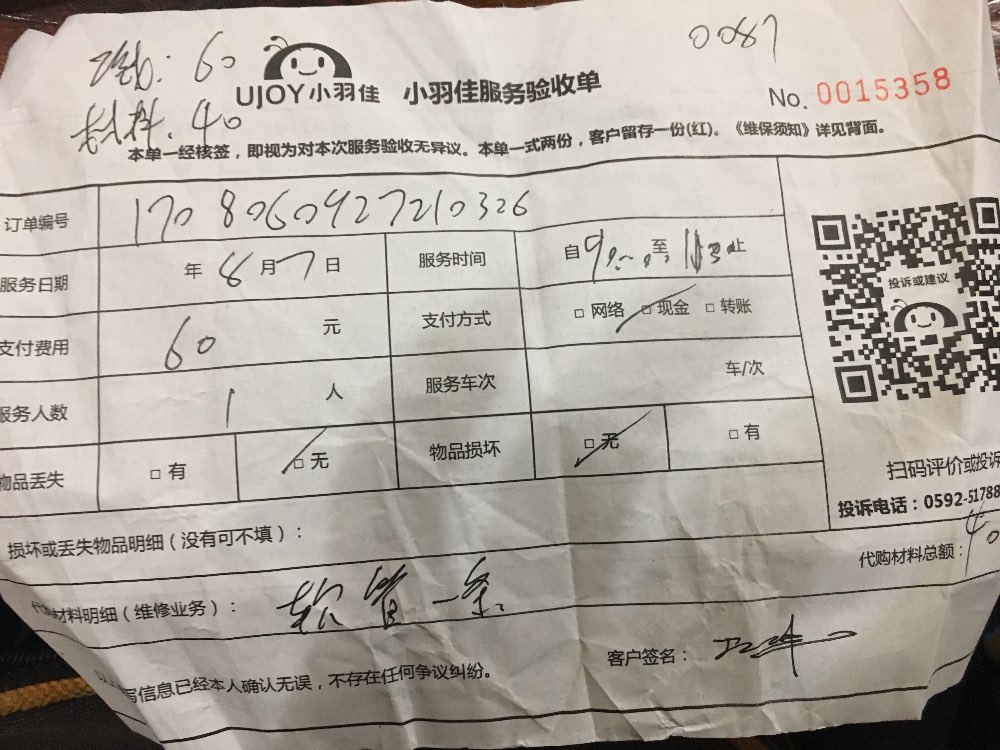 0087
60
UJOY小羽佳 小羽佳服务验收单
No. 0015358
材料. 40
本单一经核签，即视为对本次服务验收无异议。本单一式两份，客户留存一份(红)。《维保须知》详见背面。
订单编号 1708060927210326
服务日期 年 8 月 7 日 服务时间 自 至 止
支付费用 60 元 支付方式 □ 网络 □ 现金 □ 转账
投诉或建议
服务人数 1 人 服务车次 车/次
物品丢失 □ 有 □ 无 物品损坏 □ 无 □ 有
扫码评价或投诉
投诉电话：0592-51788
损坏或丢失物品明细（没有可不填）：
代购材料总额：40
代购材料明细（维修业务）： 软管一条
客户签名：
写信息已经本人确认无误，不存在任何争议纠纷。